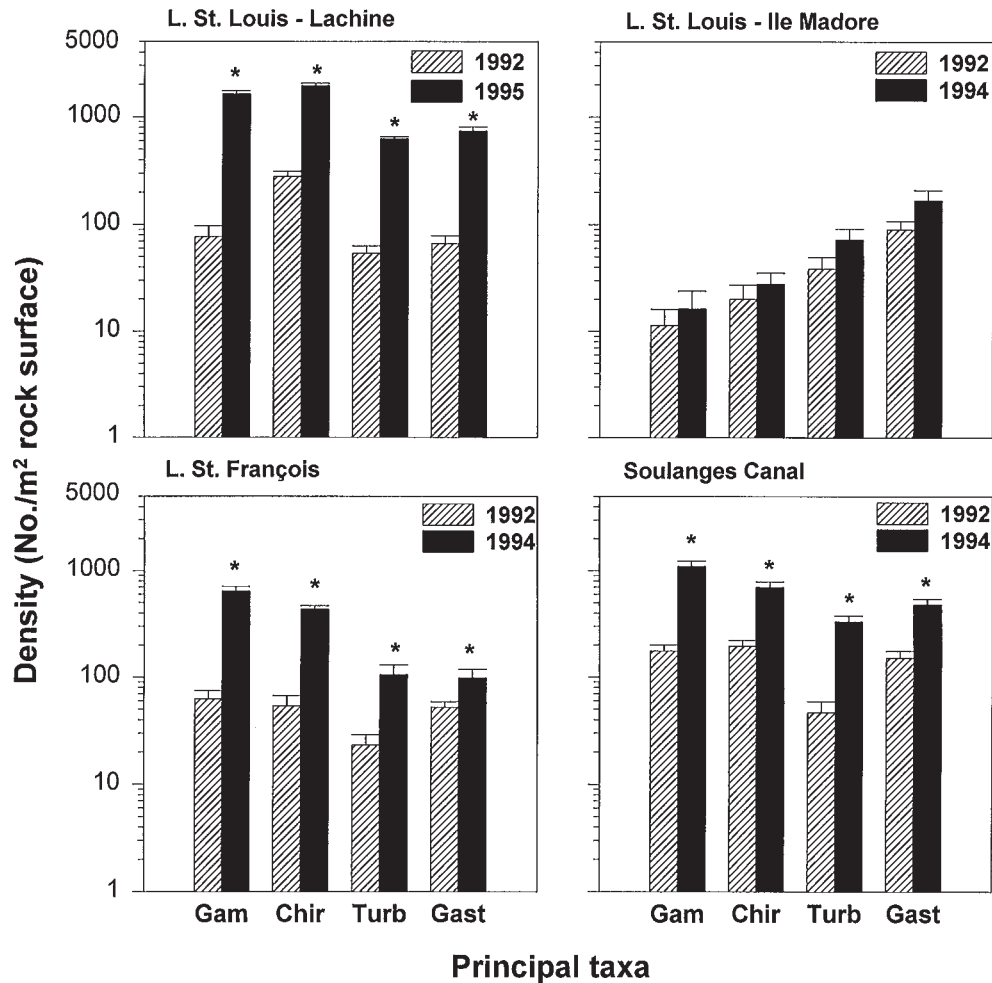 L. St. Louis - Lachine
L. St. Louis - Ile Madore
5000
1000
100
10
1
1992
1995
* * * *
1992
1994
L. St. François
Soulanges Canal
5000
1000
100
10
1
1992
1994
* * * *
1992
1994
* * * *
Gam Chir Turb Gast
Gam Chir Turb Gast
Density (No./m² rock surface)
Principal taxa